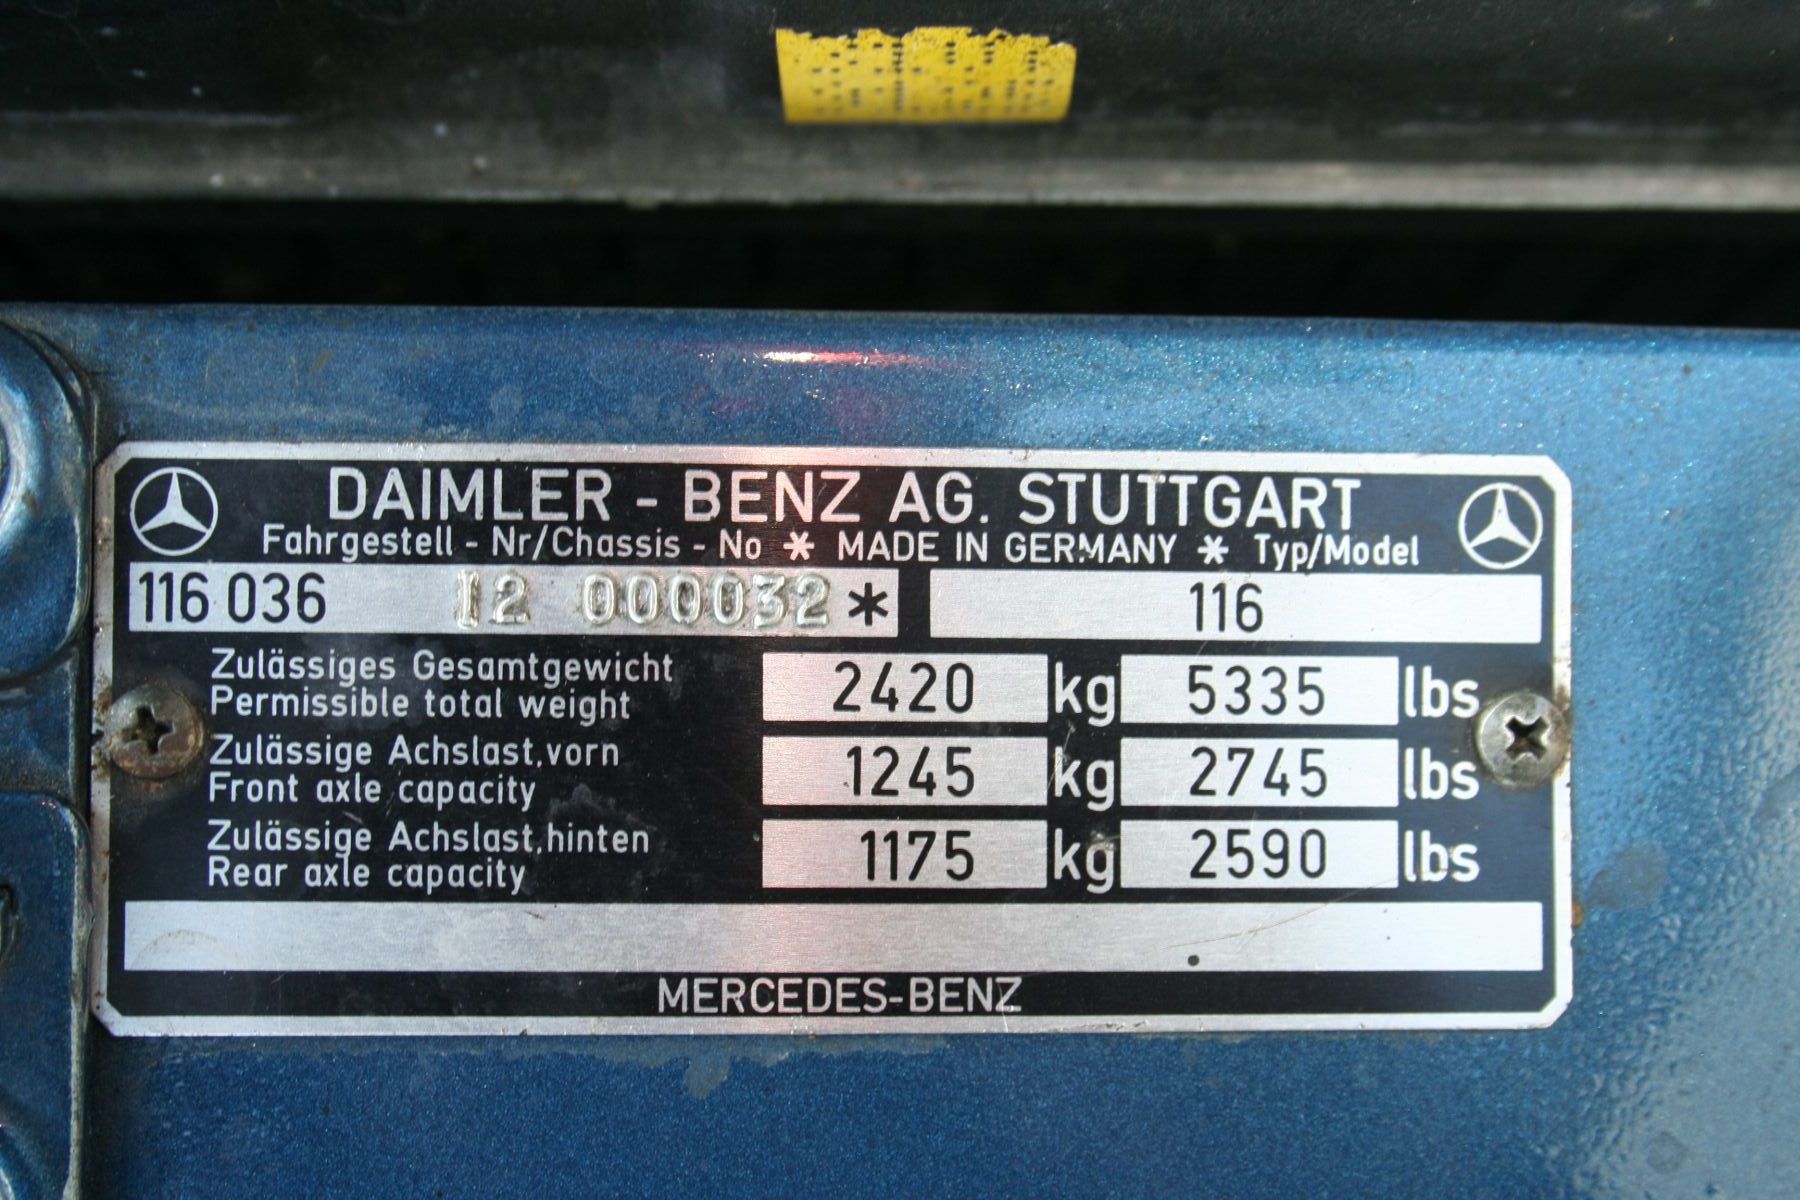 DAIMLER - BENZ AG. STUTTGART
Fahrgestell - Nr/Chassis - No * MADE IN GERMANY * Typ/Model
116 036 12 000032 * 116
Zulässiges Gesamtgewicht
Permissible total weight 2420 kg 5335 lbs
Zulässige Achslast,vorn
Front axle capacity 1245 kg 2745 lbs
Zulässige Achslast,hinten
Rear axle capacity 1175 kg 2590 lbs
MERCEDES-BENZ